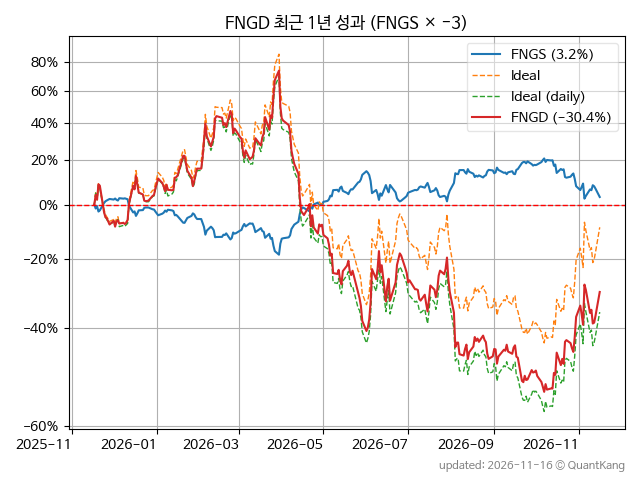 FNGD 최근 1년 성과 (FNGS × −3)
FNGS (3.2%)
Ideal
Ideal (daily)
FNGD (−30.4%)
80%
60%
40%
20%
0%
−20%
−40%
−60%
2025−11 2026−01 2026−03 2026−05 2026−07 2026−09 2026−11
updated: 2026−11−16 ⓒ QuantKang